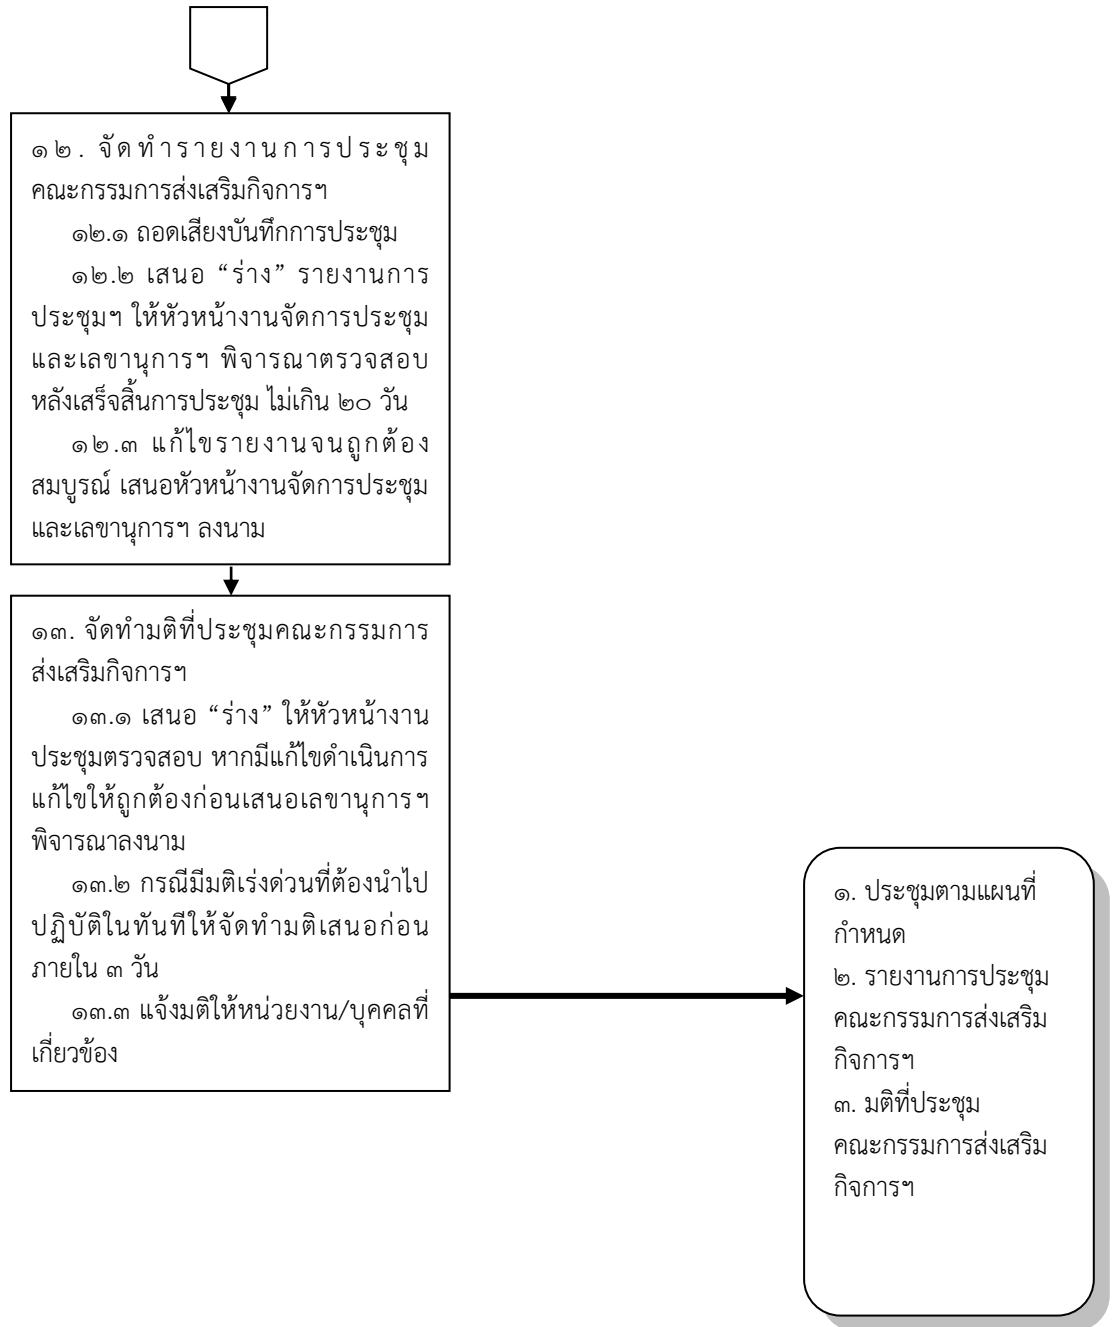 ๑๒. จัดทำรายงานการประชุม
คณะกรรมการส่งเสริมกิจการฯ
๑๒.๑ ถอดเสียงบันทึกการประชุม
๑๒.๒ เสนอ “ร่าง” รายงานการ
ประชุมฯ ให้หัวหน้างานจัดการประชุม
และเลขานุการฯ พิจารณาตรวจสอบ
หลังเสร็จสิ้นการประชุม ไม่เกิน ๒๐ วัน
๑๒.๓ แก้ไขรายงานจนถูกต้อง
สมบูรณ์ เสนอหัวหน้างานจัดการประชุม
และเลขานุการฯ ลงนาม
๑๓. จัดทำมติที่ประชุมคณะกรรมการ
ส่งเสริมกิจการฯ
๑๓.๑ เสนอ “ร่าง” ให้หัวหน้างาน
ประชุมตรวจสอบ หากมีแก้ไขดำเนินการ
แก้ไขให้ถูกต้องก่อนเสนอเลขานุการฯ
พิจารณาลงนาม
๑๓.๒ กรณีมีมติเร่งด่วนที่ต้องนำไป
ปฏิบัติในทันทีให้จัดทำมติเสนอก่อน
ภายใน ๓ วัน
๑๓.๓ แจ้งมติให้หน่วยงาน/บุคคลที่
เกี่ยวข้อง
๑. ประชุมตามแผนที่
กำหนด
๒. รายงานการประชุม
คณะกรรมการส่งเสริม
กิจการฯ
๓. มติที่ประชุม
คณะกรรมการส่งเสริม
กิจการฯ